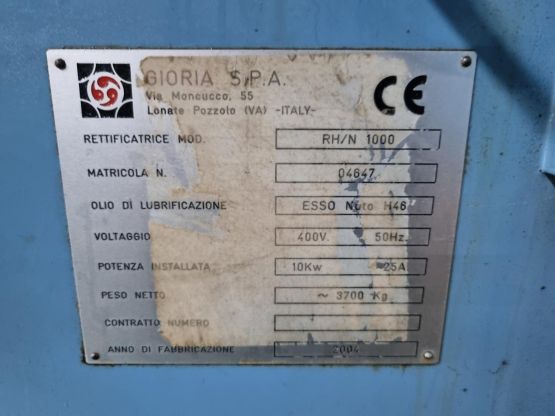 GIORIA S.P.A.
Via Moncucco, 55
Lonate Pozzolo (VA) -ITALY-
CE
RETTIFICATRICE MOD. RH/N 1000
MATRICOLA N. 04647
OLIO DI LUBRIFICAZIONE ESSO Nuto H46
VOLTAGGIO 400V. 50Hz.
POTENZA INSTALLATA 10Kw 25A
PESO NETTO ~ 3700 Kg.
CONTRATTO NUMERO
ANNO DI FABBRICAZIONE 2004